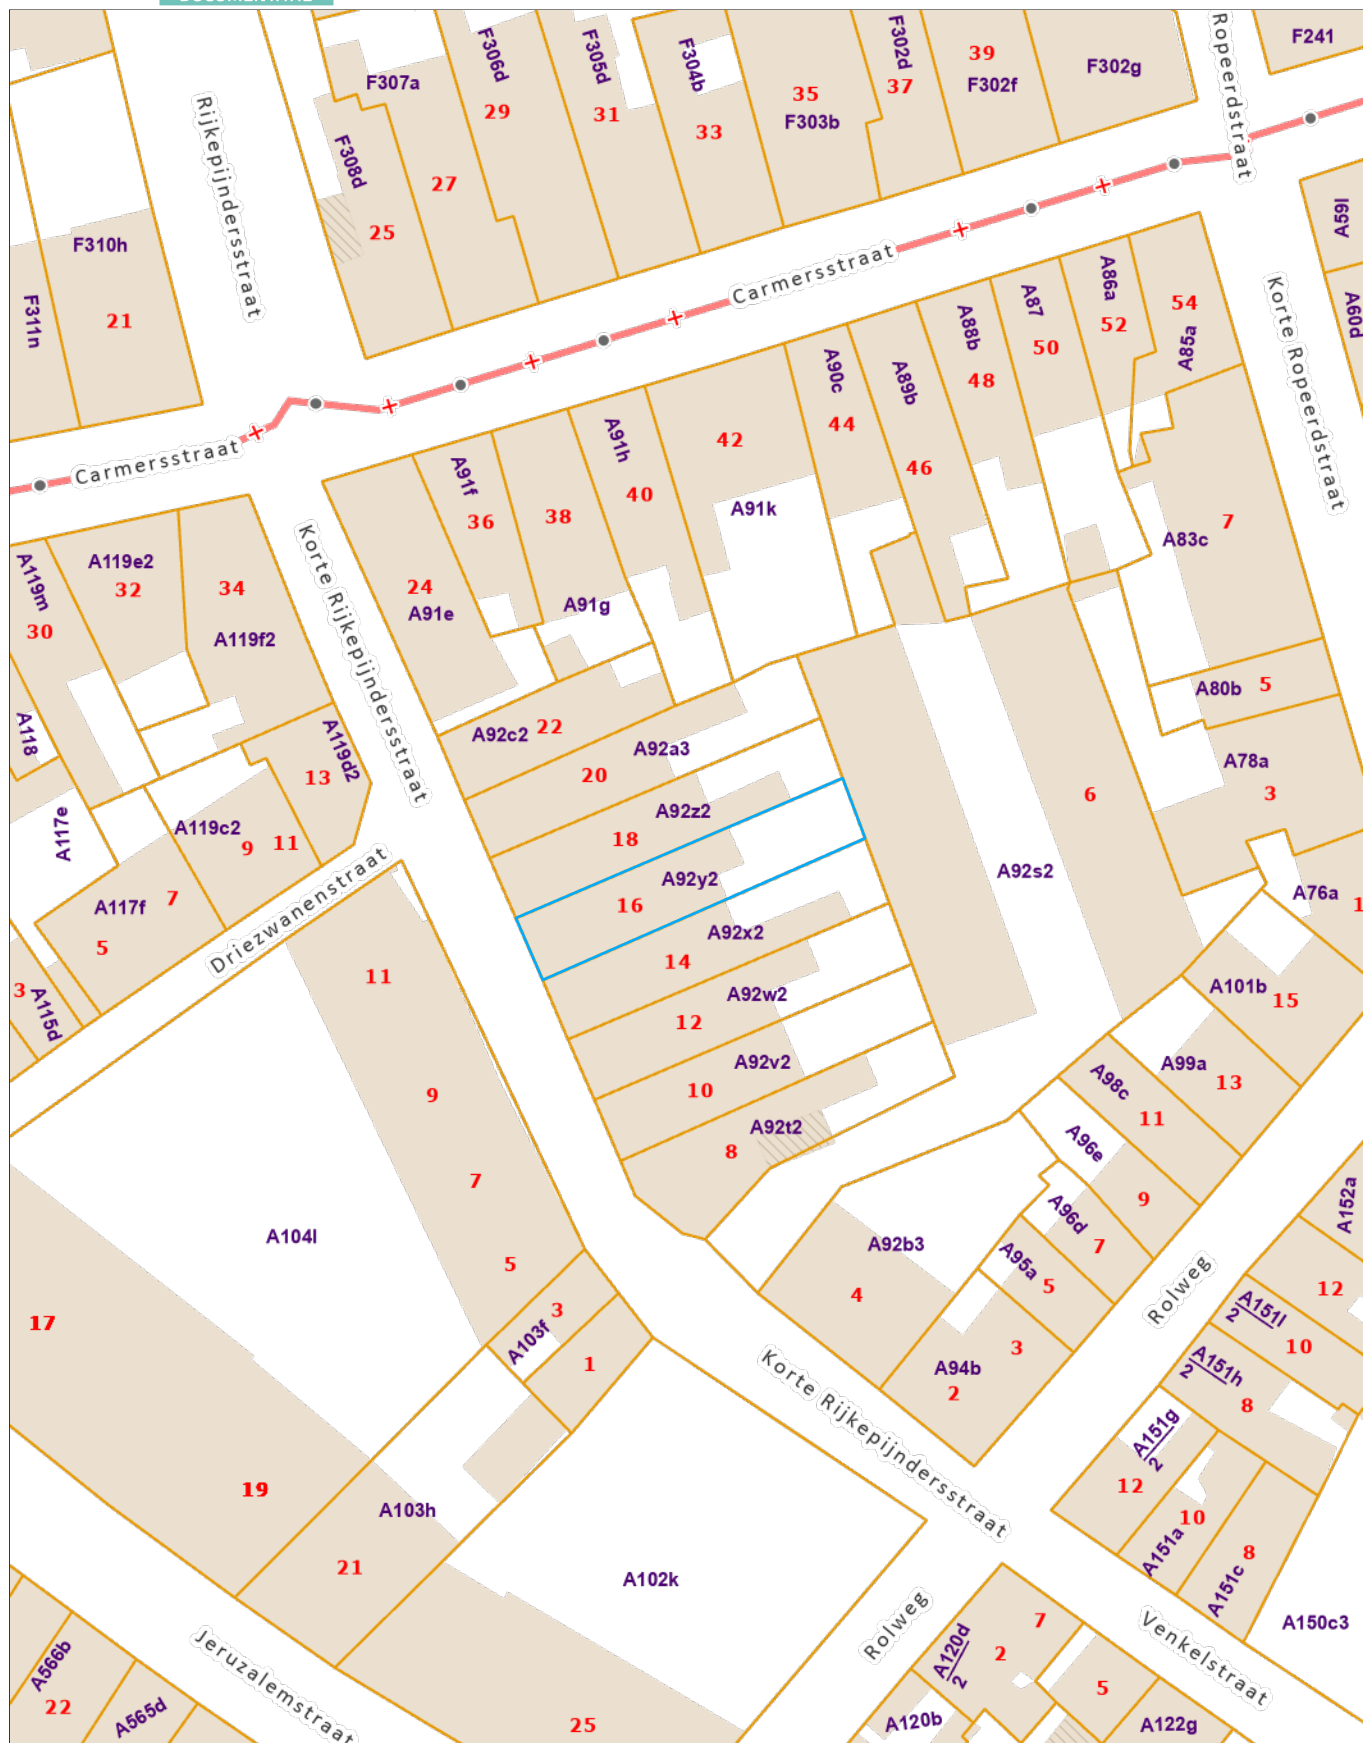 F241
Ropeerdstraat
F302g
39
F302f
F302d
37
35
F303b
F304b
33
F305d
31
F306d
29
F307a
27
F308d
25
Rijkepijndersstraat
F310h
21
F311n
A59l
A60d
Carmersstraat
Carmersstraat
Korte Ropeerdstraat
54
A85a
A86a
52
A87
50
A88b
48
A89b
46
A90c
44
42
A91k
A91h
40
38
A91g
A91f
36
24
A91e
Korte Rijkepijndersstraat
A119e2
32
34
A119f2
A119m
30
A118
A117e
A119d2
13
A119c2
9
11
7
A117f
5
3
A115d
Driezwanenstraat
7
A83c
A80b
5
A78a
3
A76a
1
6
A92s2
A92c2
22
A92a3
20
A92z2
18
A92y2
16
A92x2
14
A92w2
12
A92v2
10
A92t2
8
A101b
15
A99a
13
A98c
11
A96e
9
A96d
7
A95a
5
A92b3
4
3
A94b
2
11
9
7
5
A104l
17
19
3
A103f
1
A103h
21
A102k
25
Korte Rijkepijndersstraat
Rolweg
A152a
12
A151l
2
10
A151h
2
8
A151g
2
12
10
A151a
8
A151c
A150c3
Venkelstraat
Rolweg
7
2
A120d
2
5
A120b
A122g
Jeruzalemstraat
A566b
22
A565d